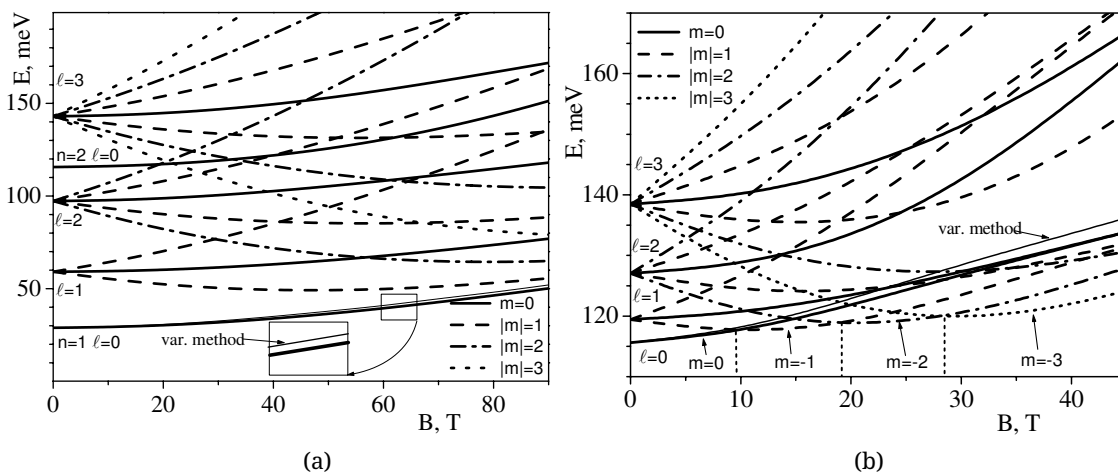 E, meV
150
100
50
ℓ=3
n=2 ℓ=0
ℓ=2
ℓ=1
n=1 ℓ=0
var. method
m=0
|m|=1
|m|=2
|m|=3
0
20
40
60
80
B, T
(a)
E, meV
160
140
120
m=0
|m|=1
|m|=2
|m|=3
ℓ=3
ℓ=2
ℓ=1
ℓ=0
var. method
m=0
m=-1
m=-2
m=-3
0
10
20
30
40
B, T
(b)